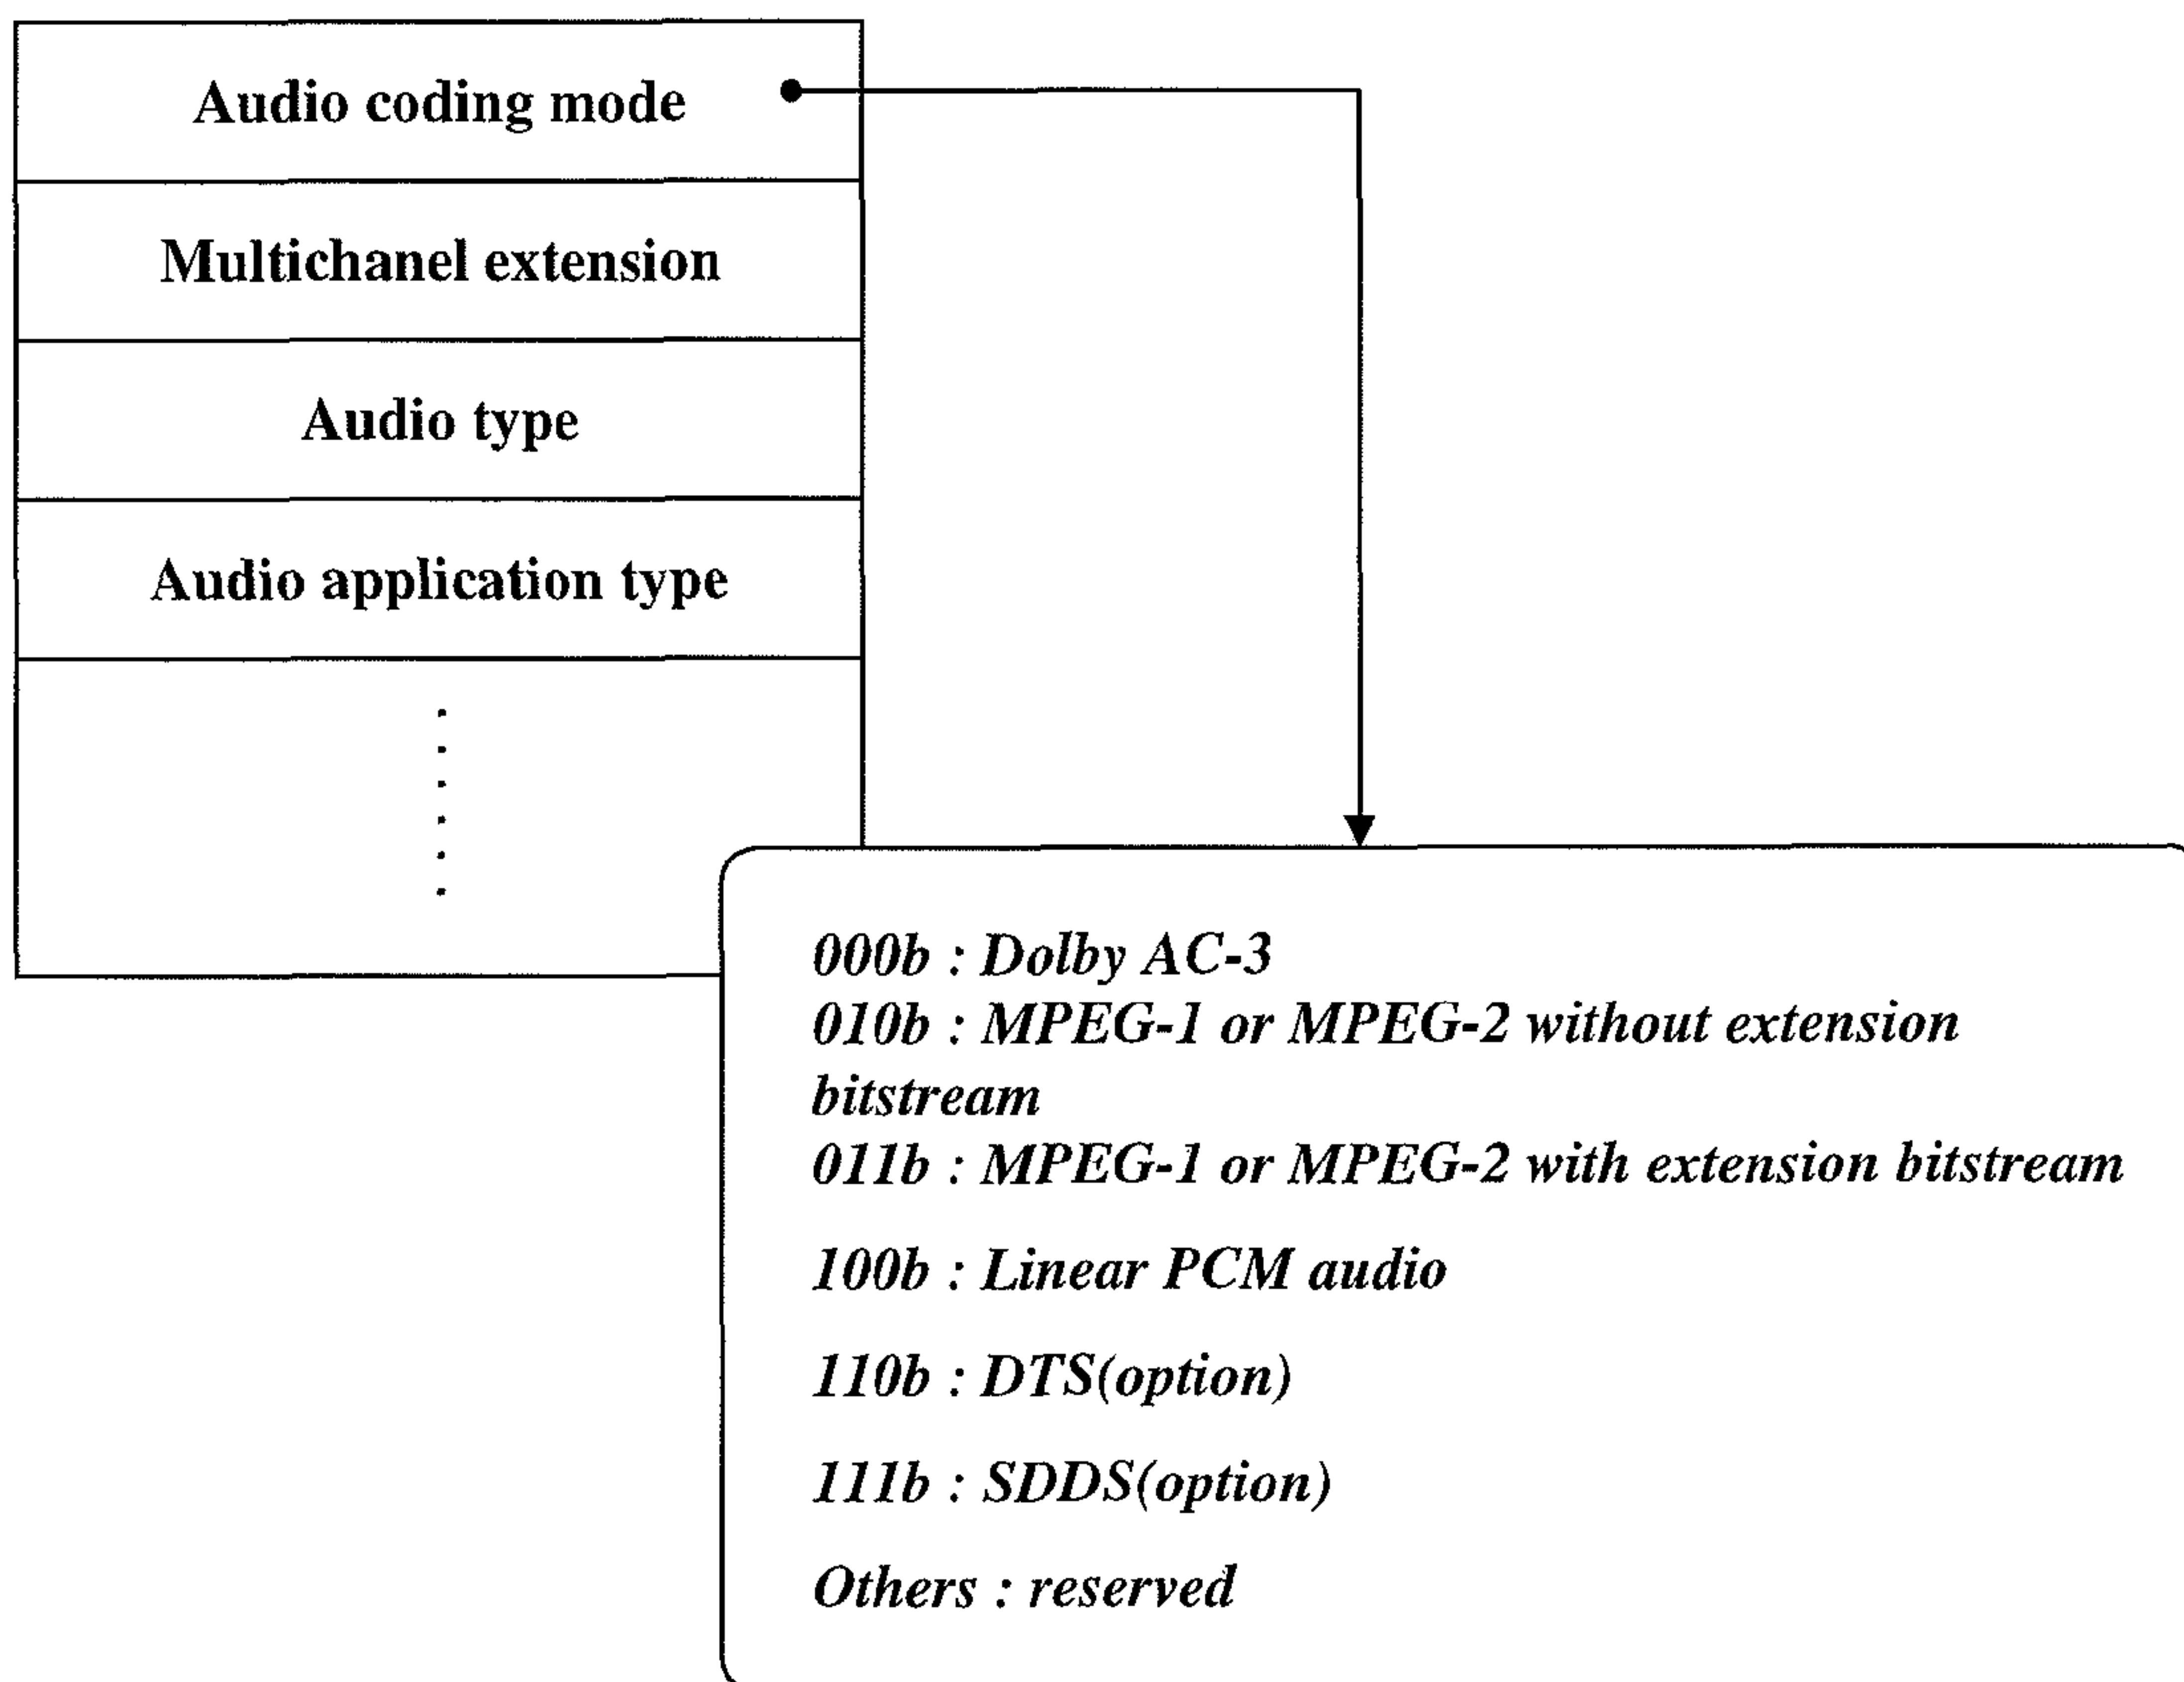 Audio coding mode
Multichanel extension
Audio type
Audio application type
000b : Dolby AC-3
010b : MPEG-1 or MPEG-2 without extension
bitstream
011b : MPEG-1 or MPEG-2 with extension bitstream
100b : Linear PCM audio
110b : DTS(option)
111b : SDDS(option)
Others : reserved